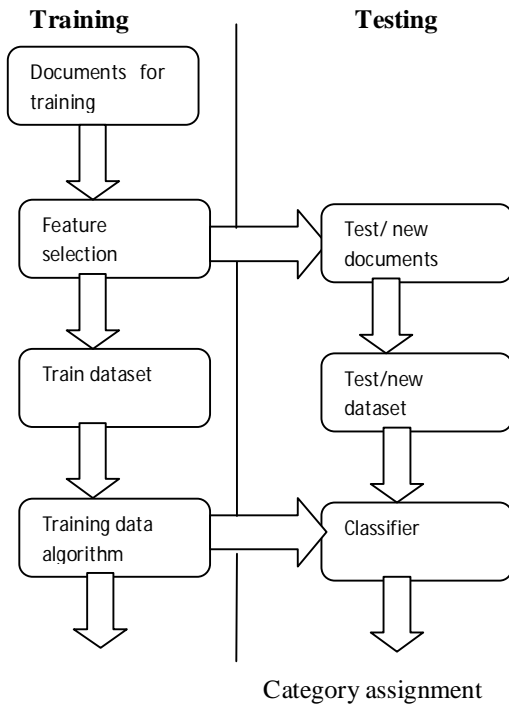 Training
Documents for
training
Feature
selection
Train dataset
Training data
algorithm
Testing
Test/ new
documents
Test/new
dataset
Classifier
Category assignment